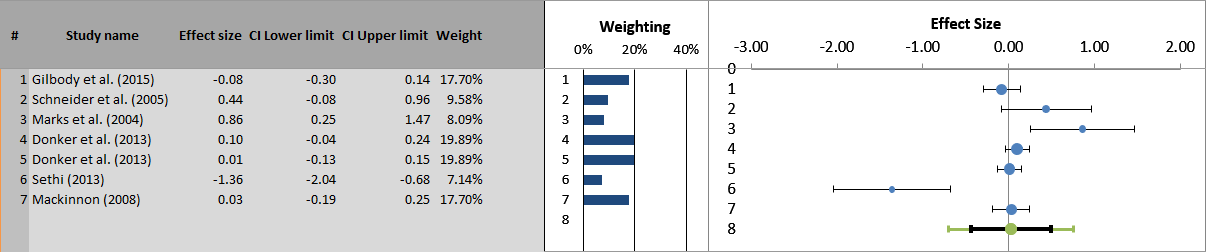 # Study name Effect size CI Lower limit CI Upper limit Weight
1 Gilbody et al. (2015) -0.08 -0.30 0.14 17.70%
2 Schneider et al. (2005) 0.44 -0.08 0.96 9.58%
3 Marks et al. (2004) 0.86 0.25 1.47 8.09%
4 Donker et al. (2013) 0.10 -0.04 0.24 19.89%
5 Donker et al. (2013) 0.01 -0.13 0.15 19.89%
6 Sethi (2013) -1.36 -2.04 -0.68 7.14%
7 Mackinnon (2008) 0.03 -0.19 0.25 17.70%
Weighting
0% 20% 40%
1
2
3
4
5
6
7
8
Effect Size
-3.00 -2.00 -1.00 0.00 1.00 2.00
0
1
2
3
4
5
6
7
8